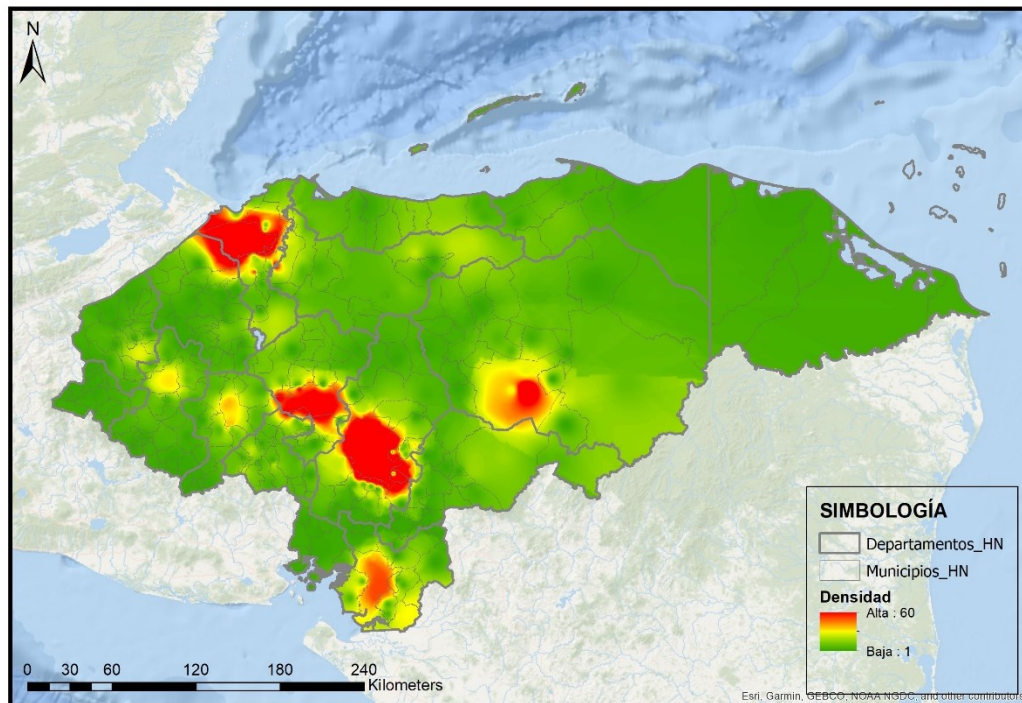 N
SIMBOLOGÍA
Departamentos_HN
Municipios_HN
Densidad
Alta : 60
Baja : 1
0 30 60 120 180 240
Kilometers
Esri, Garmin, GEBCO, NOAA NGDC, and other contributors